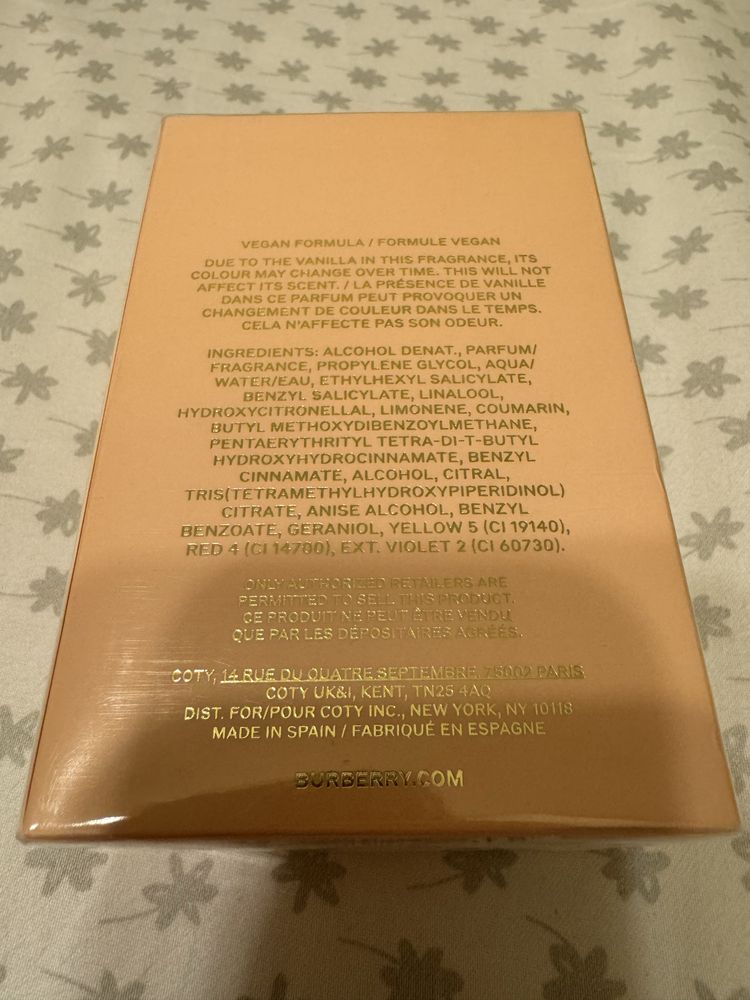 VEGAN FORMULA / FORMULE VEGAN
DUE TO THE VANILLA IN THIS FRAGRANCE, ITS
COLOUR MAY CHANGE OVER TIME. THIS WILL NOT
AFFECT ITS SCENT. / LA PRÉSENCE DE VANILLE
DANS CE PARFUM PEUT PROVOQUER UN
CHANGEMENT DE COULEUR DANS LE TEMPS.
CELA N'AFFECTE PAS SON ODEUR.
INGREDIENTS: ALCOHOL DENAT., PARFUM/
FRAGRANCE, PROPYLENE GLYCOL, AQUA/
WATER/EAU, ETHYLHEXYL SALICYLATE,
BENZYL SALICYLATE, LINALOOL,
HYDROXYCITRONELLAL, LIMONENE, COUMARIN,
BUTYL METHOXYDIBENZOYLMETHANE,
PENTAERYTHRITYL TETRA-DI-T-BUTYL
HYDROXYHYDROCINNAMATE, BENZYL
CINNAMATE, ALCOHOL, CITRAL,
TRIS(TETRAMETHYLHYDROXYPIPERIDINOL)
CITRATE, ANISE ALCOHOL, BENZYL
BENZOATE, GERANIOL, YELLOW 5 (CI 19140),
RED 4 (CI 14700), EXT. VIOLET 2 (CI 60730).
ONLY AUTHORIZED RETAILERS ARE
PERMITTED TO SELL THIS PRODUCT.
CE PRODUIT NE PEUT ÊTRE VENDU
QUE PAR LES DÉPOSITAIRES AGRÉÉS.
COTY, 14 RUE DU QUATRE SEPTEMBRE, 75002 PARIS
COTY UK&I, KENT, TN25 4AQ
DIST. FOR/POUR COTY INC., NEW YORK, NY 10118
MADE IN SPAIN / FABRIQUÉ EN ESPAGNE
BURBERRY.COM